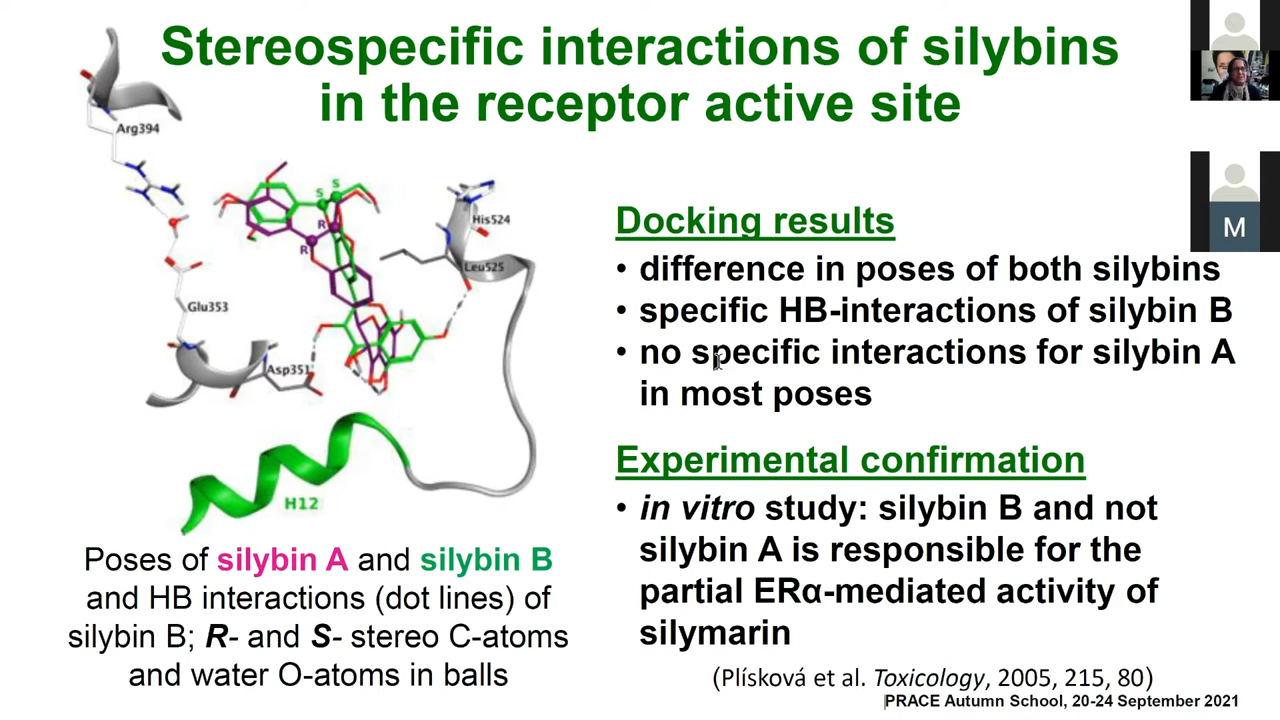 Stereospecific interactions of silybins
in the receptor active site
Arg394
S
S
R
R
His524
Leu525
Glu353
Asp351
H12
Poses of silybin A and silybin B
and HB interactions (dot lines) of
silybin B; R- and S- stereo C-atoms
and water O-atoms in balls
Docking results
• difference in poses of both silybins
• specific HB-interactions of silybin B
• no specific interactions for silybin A
in most poses
Experimental confirmation
• in vitro study: silybin B and not
silybin A is responsible for the
partial ERα-mediated activity of
silymarin
(Plísková et al. Toxicology, 2005, 215, 80)
PRACE Autumn School, 20-24 September 2021
M